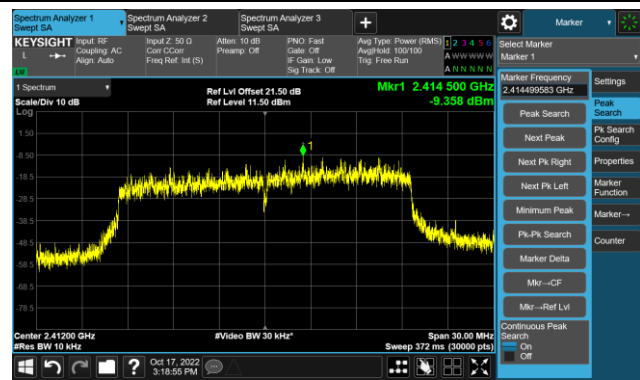 Spectrum Analyzer 1
Swept SA
Spectrum Analyzer 2
Swept SA
Spectrum Analyzer 3
Swept SA
+
Marker
KEYSIGHT
L
Input: RF
Coupling: AC
Align: Auto
Input Z: 50 Ω
Corr CCorr
Freq Ref: Int (S)
Atten: 10 dB
Preamp: Off
PNO: Fast
Gate: Off
IF Gain: Low
Sig Track: Off
Avg Type: Power (RMS)
Avg|Hold: 100/100
Trig: Free Run
1 2 3 4 5 6
A W W W W W
A N N N N N
LW
Select Marker
Marker 1
1 Spectrum
Scale/Div 10 dB
Log
Ref Lvl Offset 21.50 dB
Ref Level 11.50 dBm
Mkr1 2.414 500 GHz
-9.358 dBm
1
1.50
-8.50
-18.5
-28.5
-38.5
-48.5
-58.5
-68.5
-78.5
Center 2.41200 GHz
#Res BW 10 kHz
#Video BW 30 kHz*
Span 30.00 MHz
Sweep 372 ms (30000 pts)
Marker Frequency
2.414499583 GHz
Peak Search
Next Peak
Next Pk Right
Next Pk Left
Minimum Peak
Pk-Pk Search
Marker Delta
Mkr→CF
Mkr→Ref Lvl
Continuous Peak
Search
On
Off
Settings
Peak
Search
Pk Search
Config
Properties
Marker
Function
Marker→
Counter
?
Oct 17, 2022
3:18:55 PM